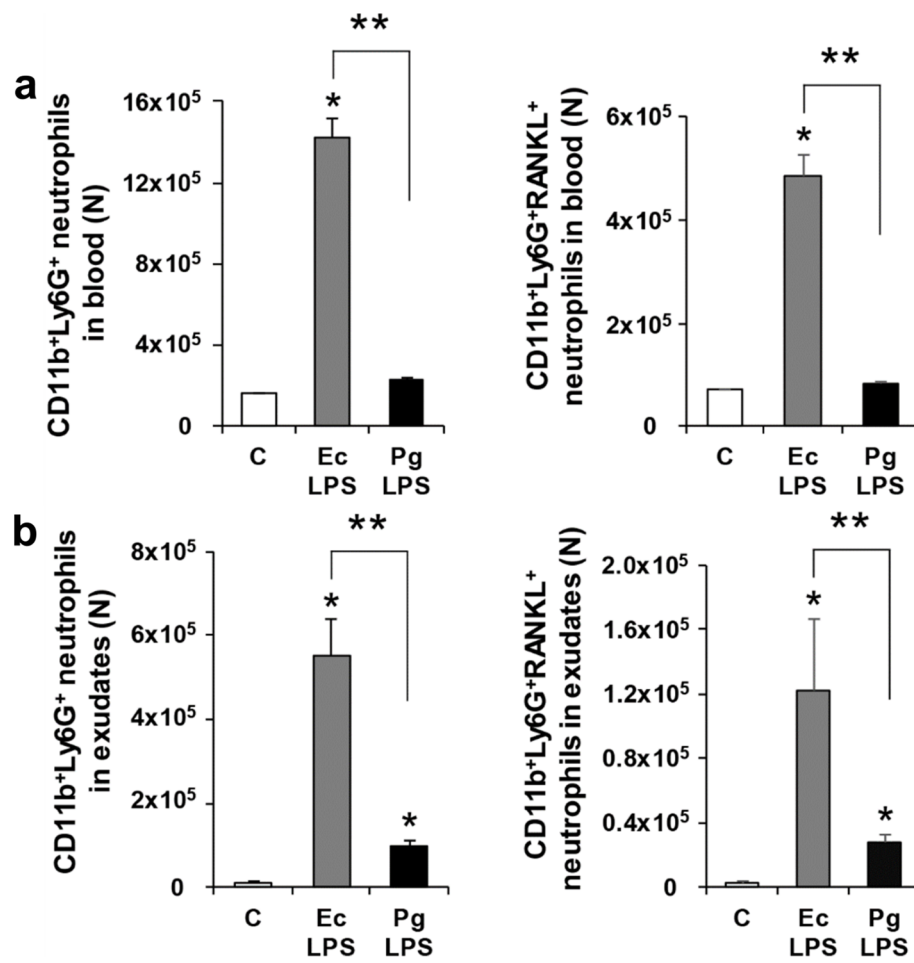 a
CD11b⁺Ly6G⁺ neutrophils
in blood (N)
16x10⁵
12x10⁵
8x10⁵
4x10⁵
0
*
**
C
Ec
LPS
Pg
LPS
CD11b⁺Ly6G⁺RANKL⁺
neutrophils in blood (N)
6x10⁵
4x10⁵
2x10⁵
0
*
**
C
Ec
LPS
Pg
LPS
b
CD11b⁺Ly6G⁺ neutrophils
in exudates (N)
8x10⁵
6x10⁵
4x10⁵
2x10⁵
0
*
**
*
C
Ec
LPS
Pg
LPS
CD11b⁺Ly6G⁺RANKL⁺
neutrophils in exudates (N)
2.0x10⁵
1.6x10⁵
1.2x10⁵
0.8x10⁵
0.4x10⁵
0
*
**
*
C
Ec
LPS
Pg
LPS